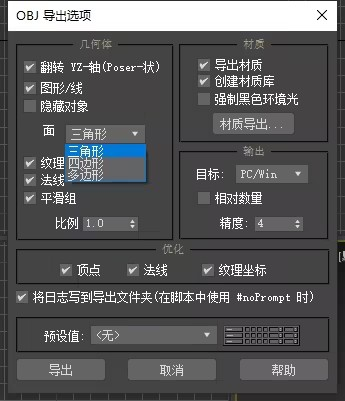 OBJ 导出选项
几何体
翻转 YZ-轴(Poser-状)
图形/线
隐藏对象
面 三角形
三角形
四边形
多边形
纹理
法线
平滑组
比例 1.0
材质
导出材质
创建材质库
强制黑色环境光
材质导出...
输出
目标: PC/Win
相对数量
精度: 4
优化
顶点 法线 纹理坐标
将日志写到导出文件夹(在脚本中使用 #noPrompt 时)
预设值: <无>
导出 取消 帮助